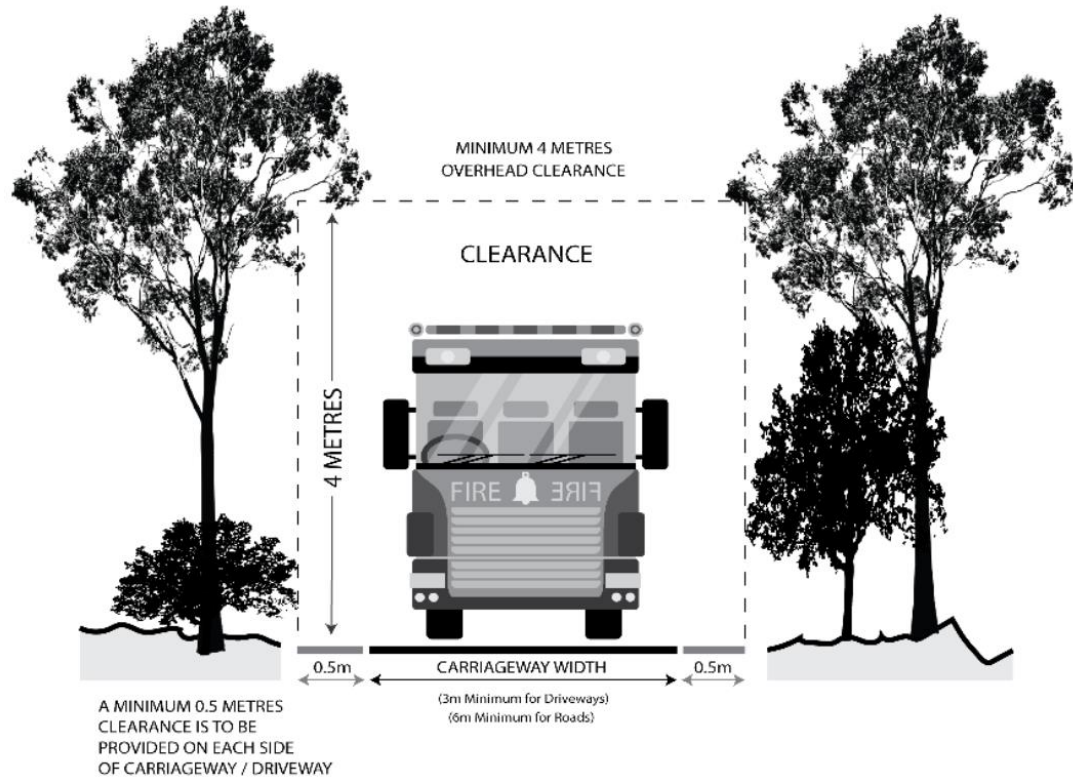 MINIMUM 4 METRES
OVERHEAD CLEARANCE
CLEARANCE
4 METRES
FIRE FIRE
0.5m
CARRIAGEWAY WIDTH
0.5m
(3m Minimum for Driveways)
(6m Minimum for Roads)
A MINIMUM 0.5 METRES
CLEARANCE IS TO BE
PROVIDED ON EACH SIDE
OF CARRIAGEWAY / DRIVEWAY